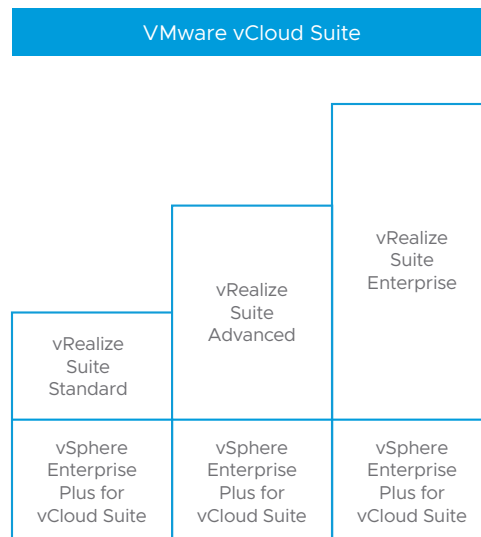 VMware vCloud Suite
vRealize
Suite
Enterprise
vRealize
Suite
Advanced
vRealize
Suite
Standard
vSphere
Enterprise
Plus for
vCloud Suite
vSphere
Enterprise
Plus for
vCloud Suite
vSphere
Enterprise
Plus for
vCloud Suite